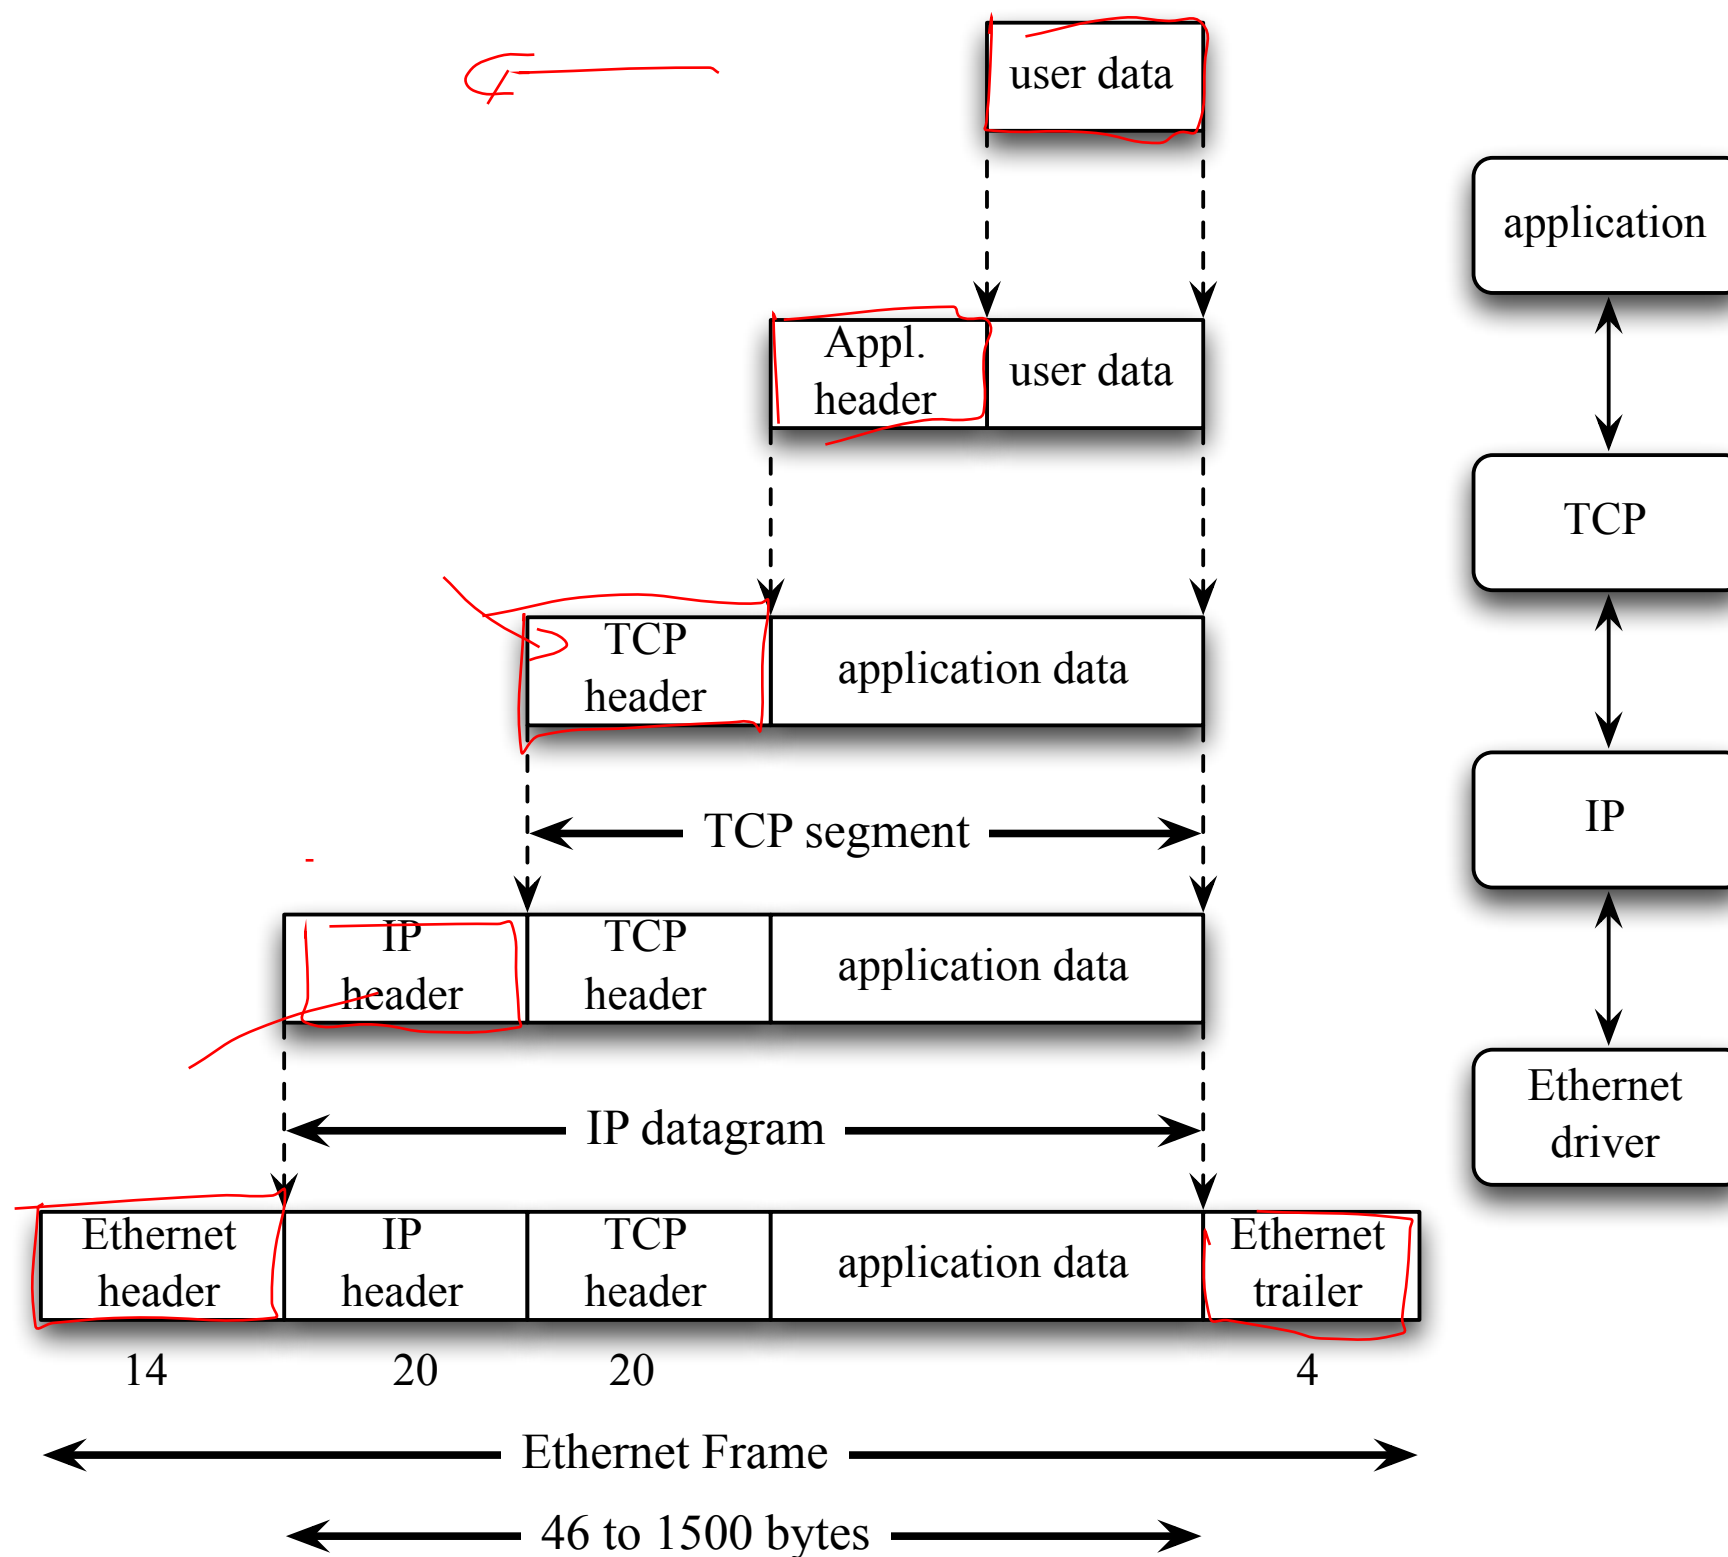 user data
application
Appl.
header
user data
TCP
TCP
header
application data
IP
TCP segment
IP
header
TCP
header
application data
Ethernet
driver
IP datagram
Ethernet
header
IP
header
TCP
header
application data
Ethernet
trailer
14 20 20 4
Ethernet Frame
46 to 1500 bytes